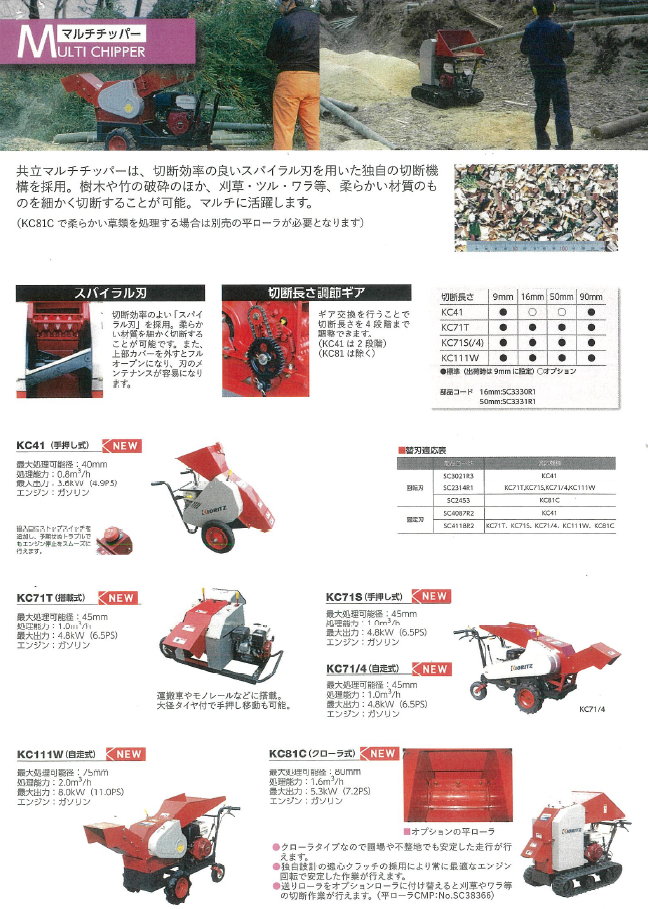 マルチチッパー
MULTI CHIPPER
共立マルチチッパーは、切断効率の良いスパイラル刃を用いた独自の切断機
構を採用。樹木や竹の破砕のほか、刈草・ツル・ワラ等、柔らかい材質のも
のを細かく切断することが可能。マルチに活躍します。
（KC81C で柔らかい草類を処理する場合は別売の平ローラが必要となります）
スパイラル刃
切断効率のよい「スパイ
ラル刃」を採用。柔らか
い材質を細かく切断する
ことが可能です。また、
上部カバーを外すとフル
オープンになり、刃のメ
ンテナンスが容易になり
ます。
切断長さ調節ギア
ギア交換を行うことで
切断長さを4段階まで
調整できます。
（KC41 は 2 段階）
（KC81 は除く）
切断長さ 9mm 16mm 50mm 90mm
KC41 ● ○ ○ ●
KC71T ● ● ● ●
KC71S(/4) ● ● ● ●
KC111W ● ● ● ●
●標準（出荷時は9mmに設定）○オプション
部品コード 16mm:SC3330R1
50mm:SC3331R1
KC41（手押し式） NEW
最大処理可能径：40mm
処理能力：0.8m³/h
最大出力：3.6kW（4.9PS）
エンジン：ガソリン
KIORITZ
■替刃適応表
回転刃 SC3021R3 KC41
SC2314R1 KC71T,KC71S,KC71/4,KC111W
SC2453 KC81C
固定刃 SC4087R2 KC41
SC4118R2 KC71T、KC71S、KC71/4、KC111W、KC81C
KC71T（搭載式） NEW
最大処理可能径：45mm
処理能力：1.0m³/h
最大出力：4.8kW（6.5PS）
エンジン：ガソリン
運搬車やモノレールなどに搭載。
大径タイヤ付で手押し移動も可能。
KC71S（手押し式） NEW
最大処理可能径：45mm
処理能力：1.0m³/h
最大出力：4.8kW（6.5PS）
エンジン：ガソリン
KC71/4（自走式） NEW
最大処理可能径：45mm
処理能力：1.0m³/h
最大出力：4.8kW（6.5PS）
エンジン：ガソリン
KIORITZ
KC71/4
KC111W（自走式） NEW
最大処理可能径：75mm
処理能力：2.0m³/h
最大出力：8.0kW（11.0PS）
エンジン：ガソリン
KC81C（クローラ式） NEW
最大処理可能径：80mm
処理能力：1.6m³/h
最大出力：5.3kW（7.2PS）
エンジン：ガソリン
■オプションの平ローラ
●クローラタイプなので圃場や不整地でも安定した走行が行
えます。
●独自設計の遠心クラッチの採用により常に最適なエンジン
回転で安定した作業が行えます。
●送りローラをオプションローラに付け替えると刈草やワラ等
の切断作業が行えます。（平ローラCMP:No.SC38366）